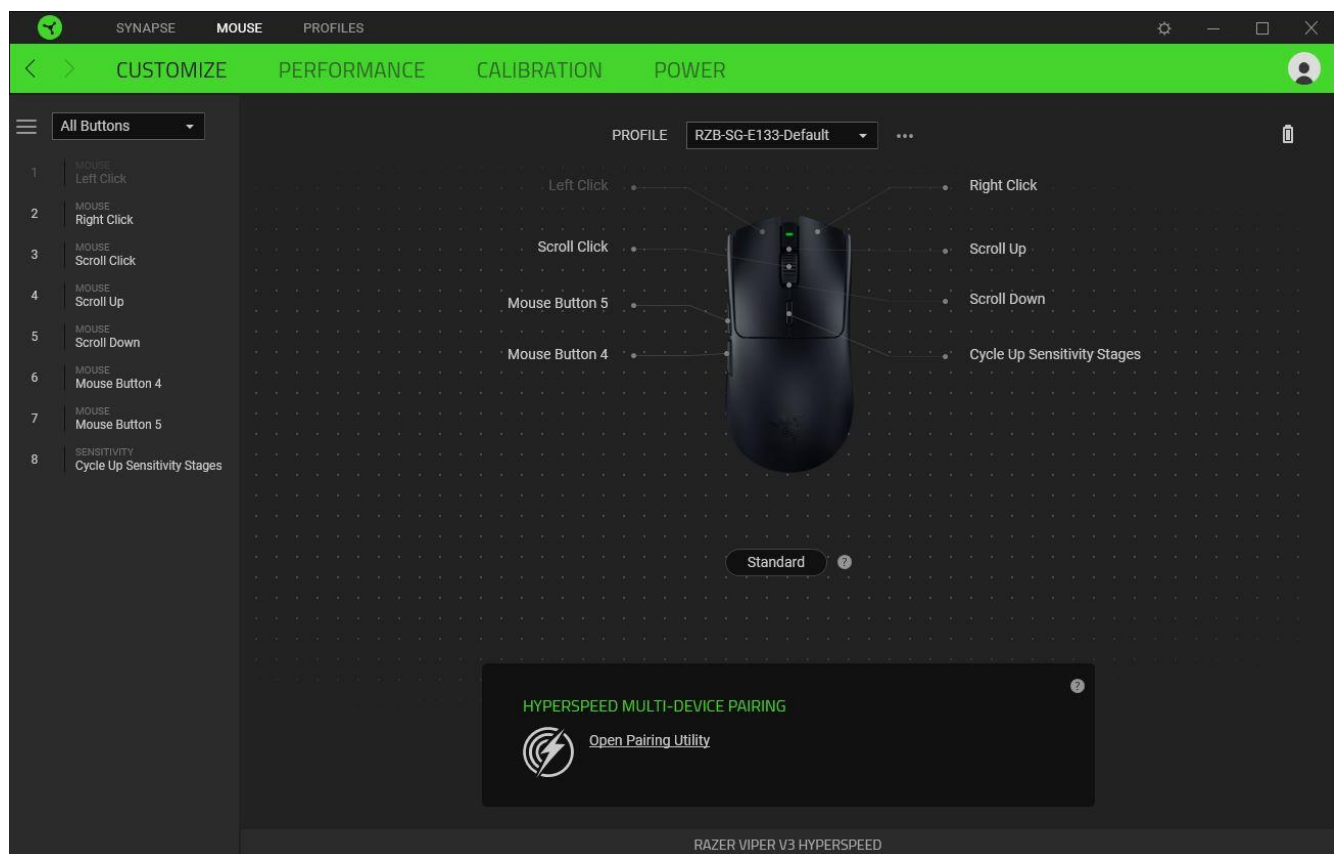 SYNAPSE MOUSE PROFILES
CUSTOMIZE PERFORMANCE CALIBRATION POWER
All Buttons
1 MOUSE
Left Click
2 MOUSE
Right Click
3 MOUSE
Scroll Click
4 MOUSE
Scroll Up
5 MOUSE
Scroll Down
6 MOUSE
Mouse Button 4
7 MOUSE
Mouse Button 5
8 SENSITIVITY
Cycle Up Sensitivity Stages
PROFILE RZB-SG-E133-Default
Left Click Right Click
Scroll Click Scroll Up
Mouse Button 5 Scroll Down
Mouse Button 4 Cycle Up Sensitivity Stages
Standard ?
?
HYPERSPEED MULTI-DEVICE PAIRING
Open Pairing Utility
RAZER VIPER V3 HYPERSPEED